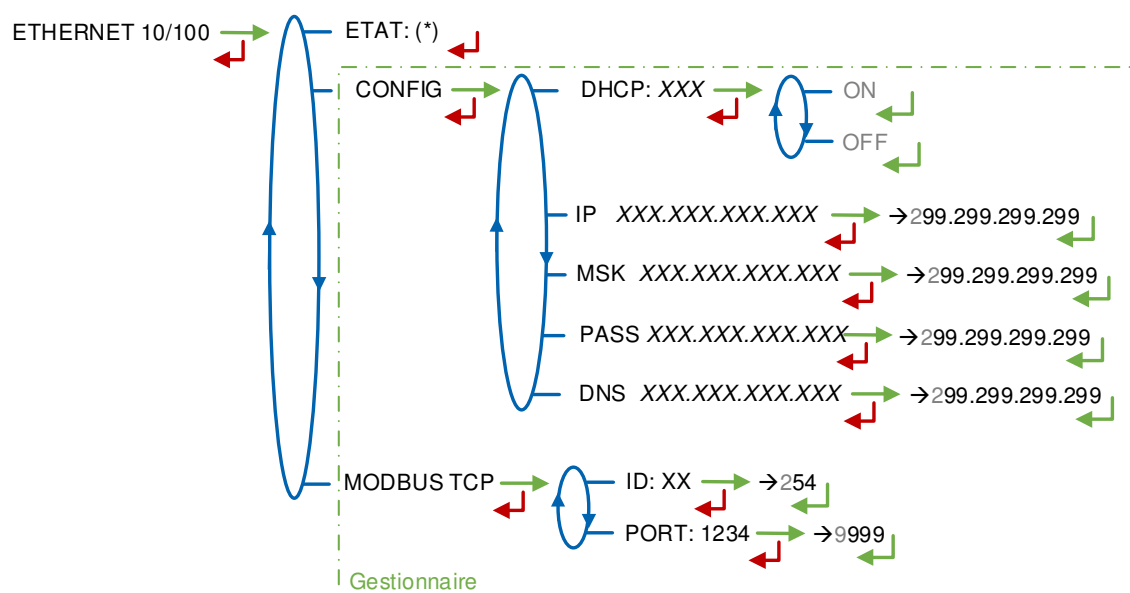 ETHERNET 10/100
ETAT: (*)
CONFIG
DHCP: XXX
ON
OFF
IP XXX.XXX.XXX.XXX →299.299.299.299
MSK XXX.XXX.XXX.XXX →299.299.299.299
PASS XXX.XXX.XXX.XXX →299.299.299.299
DNS XXX.XXX.XXX.XXX →299.299.299.299
MODBUS TCP
ID: XX →254
PORT: 1234 →9999
Gestionnaire